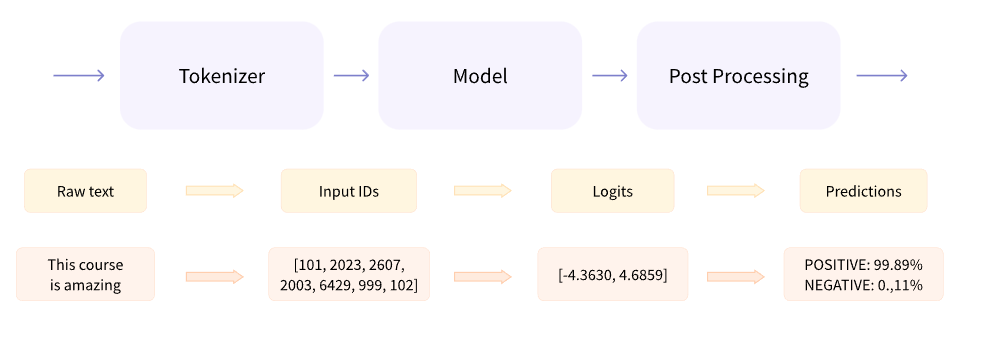 Tokenizer
Model
Post Processing
Raw text
Input IDs
Logits
Predictions
This course
is amazing
[101, 2023, 2607,
2003, 6429, 999, 102]
[-4.3630, 4.6859]
POSITIVE: 99.89%
NEGATIVE: 0.,11%